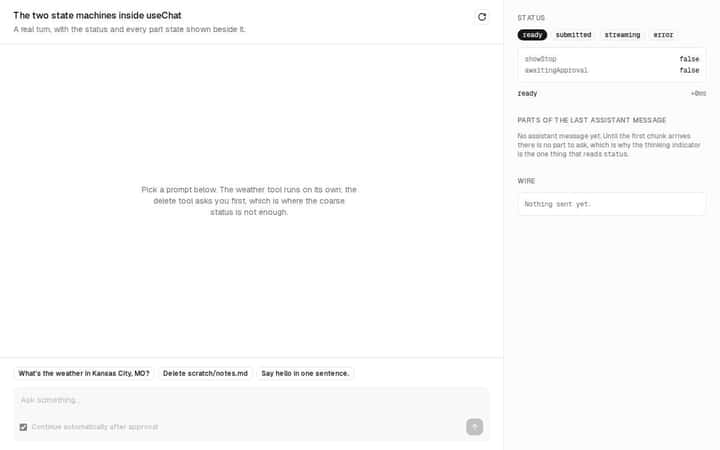 The two state machines inside useChat
A real turn, with the status and every part state shown beside it.
Pick a prompt below. The weather tool runs on its own; the
delete tool asks you first, which is where the coarse
status is not enough.
What's the weather in Kansas City, MO?
Delete scratch/notes.md
Say hello in one sentence.
Ask something...
Continue automatically after approval
STATUS
ready
submitted
streaming
error
showStop false
awaitingApproval false
ready +0ms
PARTS OF THE LAST ASSISTANT MESSAGE
No assistant message yet. Until the first chunk arrives
there is no part to ask, which is why the thinking indicator
is the one thing that reads status.
WIRE
Nothing sent yet.